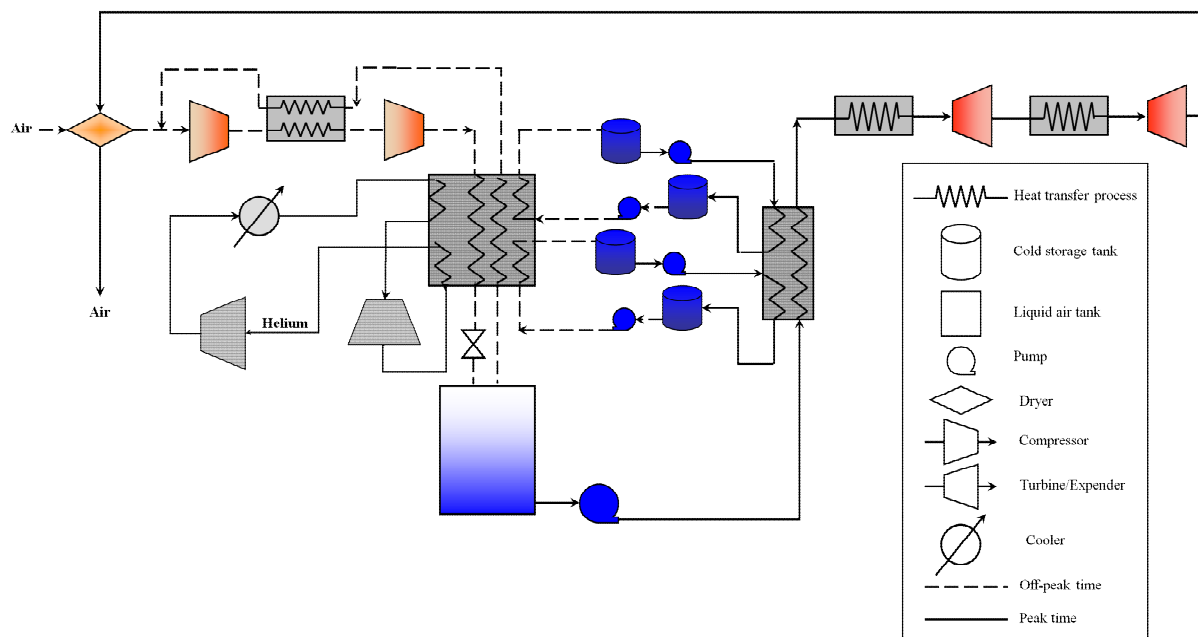 Air
Air
Helium
Heat transfer process
Cold storage tank
Liquid air tank
Pump
Dryer
Compressor
Turbine/Expender
Cooler
Off-peak time
Peak time